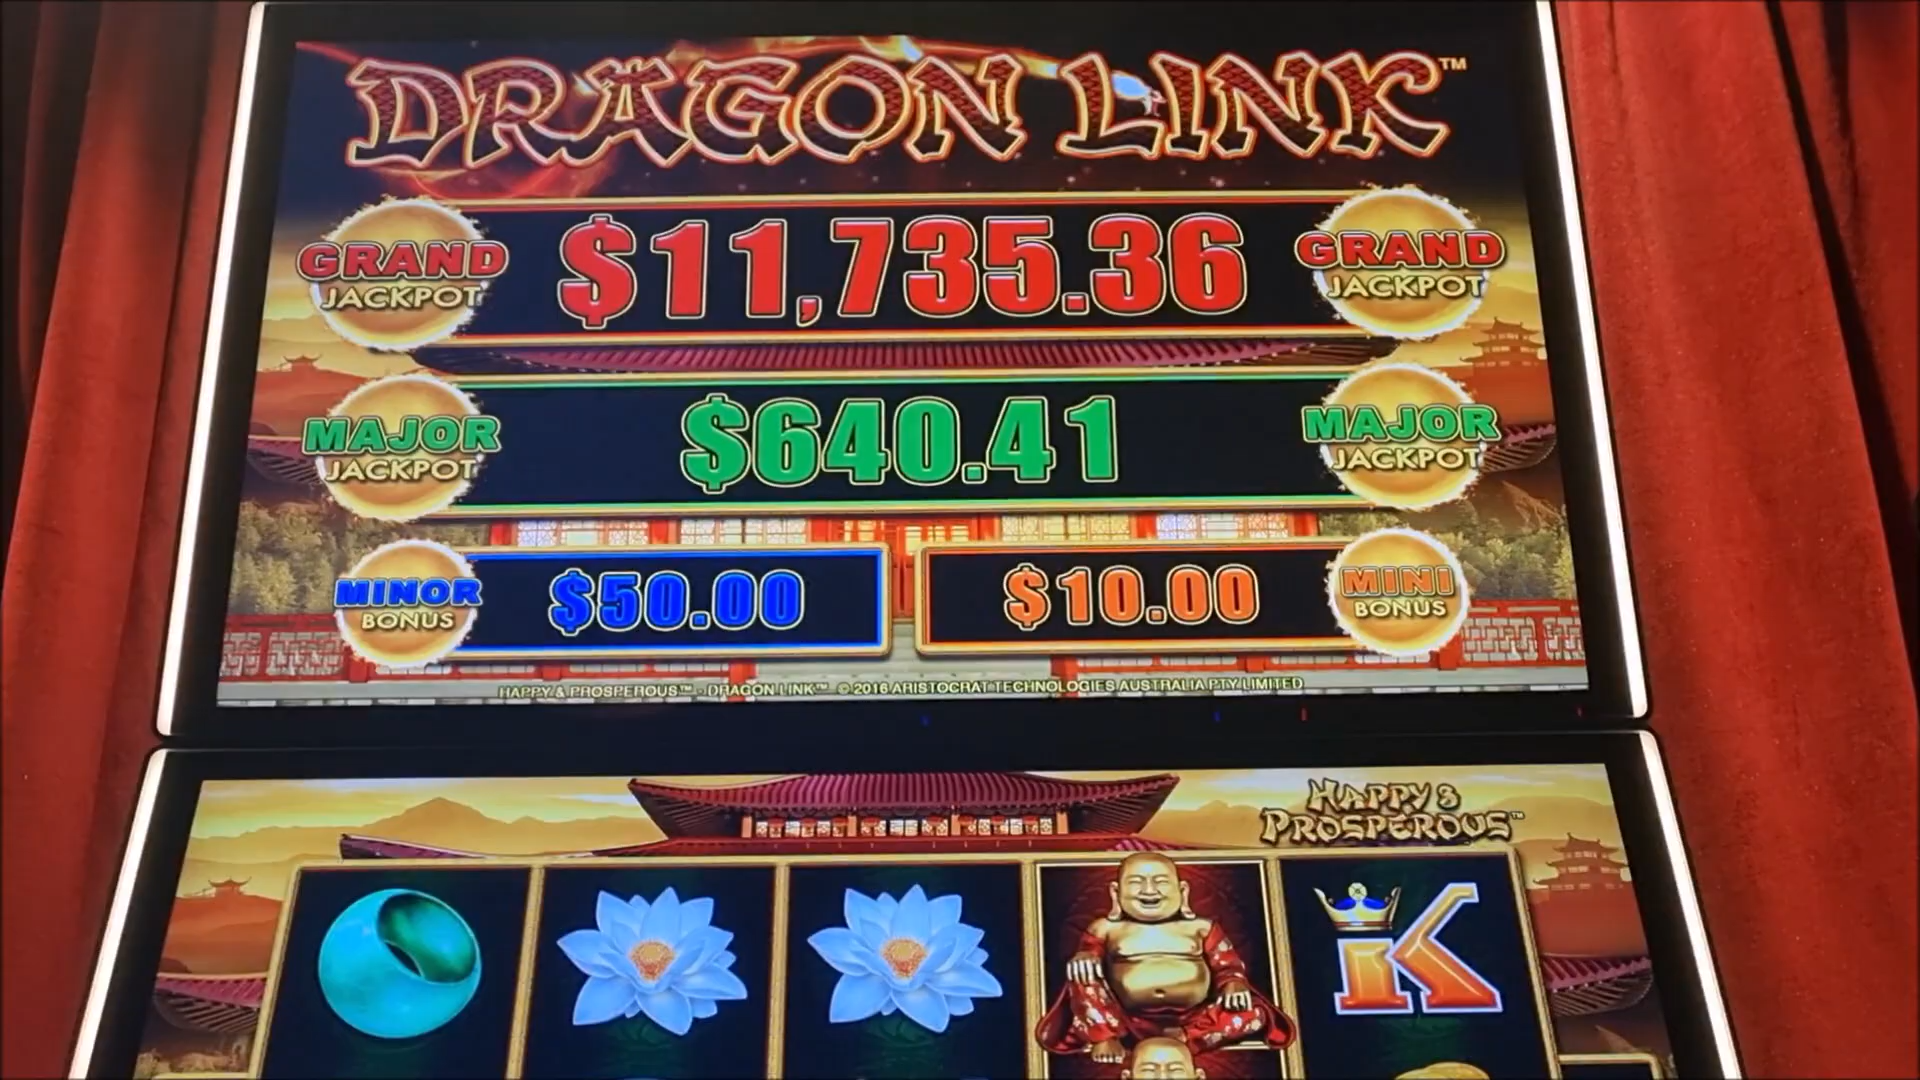 DRAGON LINK™
GRAND JACKPOT $11,735.36 GRAND JACKPOT
MAJOR JACKPOT $640.41 MAJOR JACKPOT
MINOR BONUS $50.00 $10.00 MINI BONUS
HAPPY & PROSPEROUS™ - DRAGON LINK™ © 2016 ARISTOCRAT TECHNOLOGIES AUSTRALIA PTY LIMITED
HAPPY & PROSPEROUS™
K